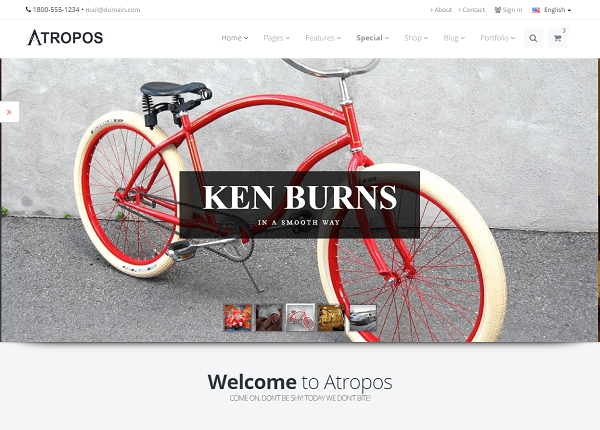 1800-555-1234 • mail@domain.com
About Contact Sign In English
ATROPOS
Home Pages Features Special Shop Blog Portfolio 3
KEN BURNS
IN A SMOOTH WAY
Welcome to Atropos
COME ON, DON'T BE SHY! TODAY WE DON'T BITE!